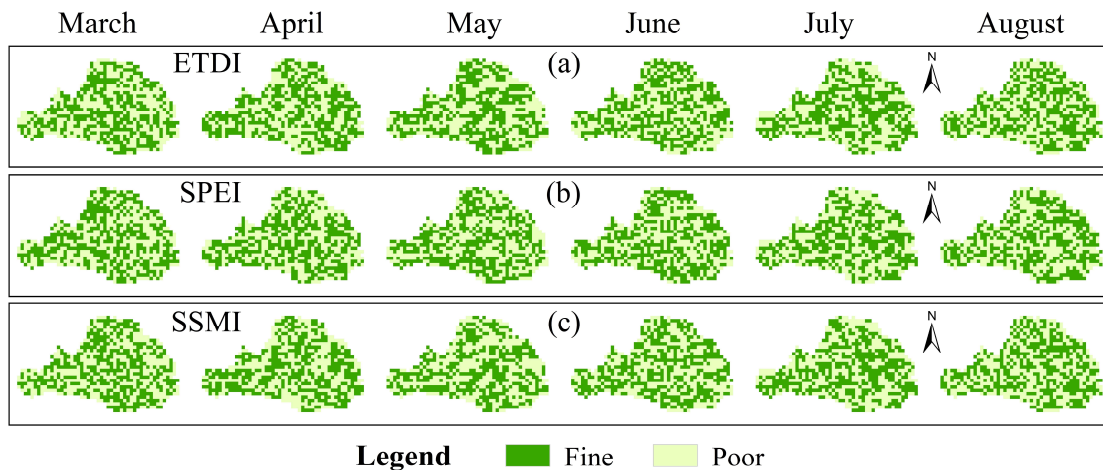 March April May June July August
ETDI (a) N
SPEI (b) N
SSMI (c) N
Legend Fine Poor